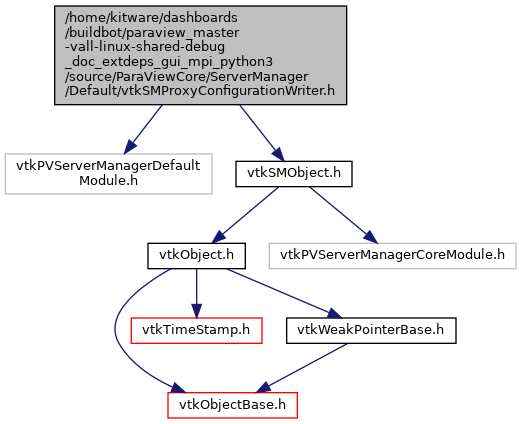 /home/kitware/dashboards
/buildbot/paraview_master
-vall-linux-shared-debug
_doc_extdeps_gui_mpi_python3
/source/ParaViewCore/ServerManager
/Default/vtkSMProxyConfigurationWriter.h
vtkPVServerManagerDefault
Module.h
vtkSMObject.h
vtkObject.h
vtkPVServerManagerCoreModule.h
vtkTimeStamp.h
vtkWeakPointerBase.h
vtkObjectBase.h